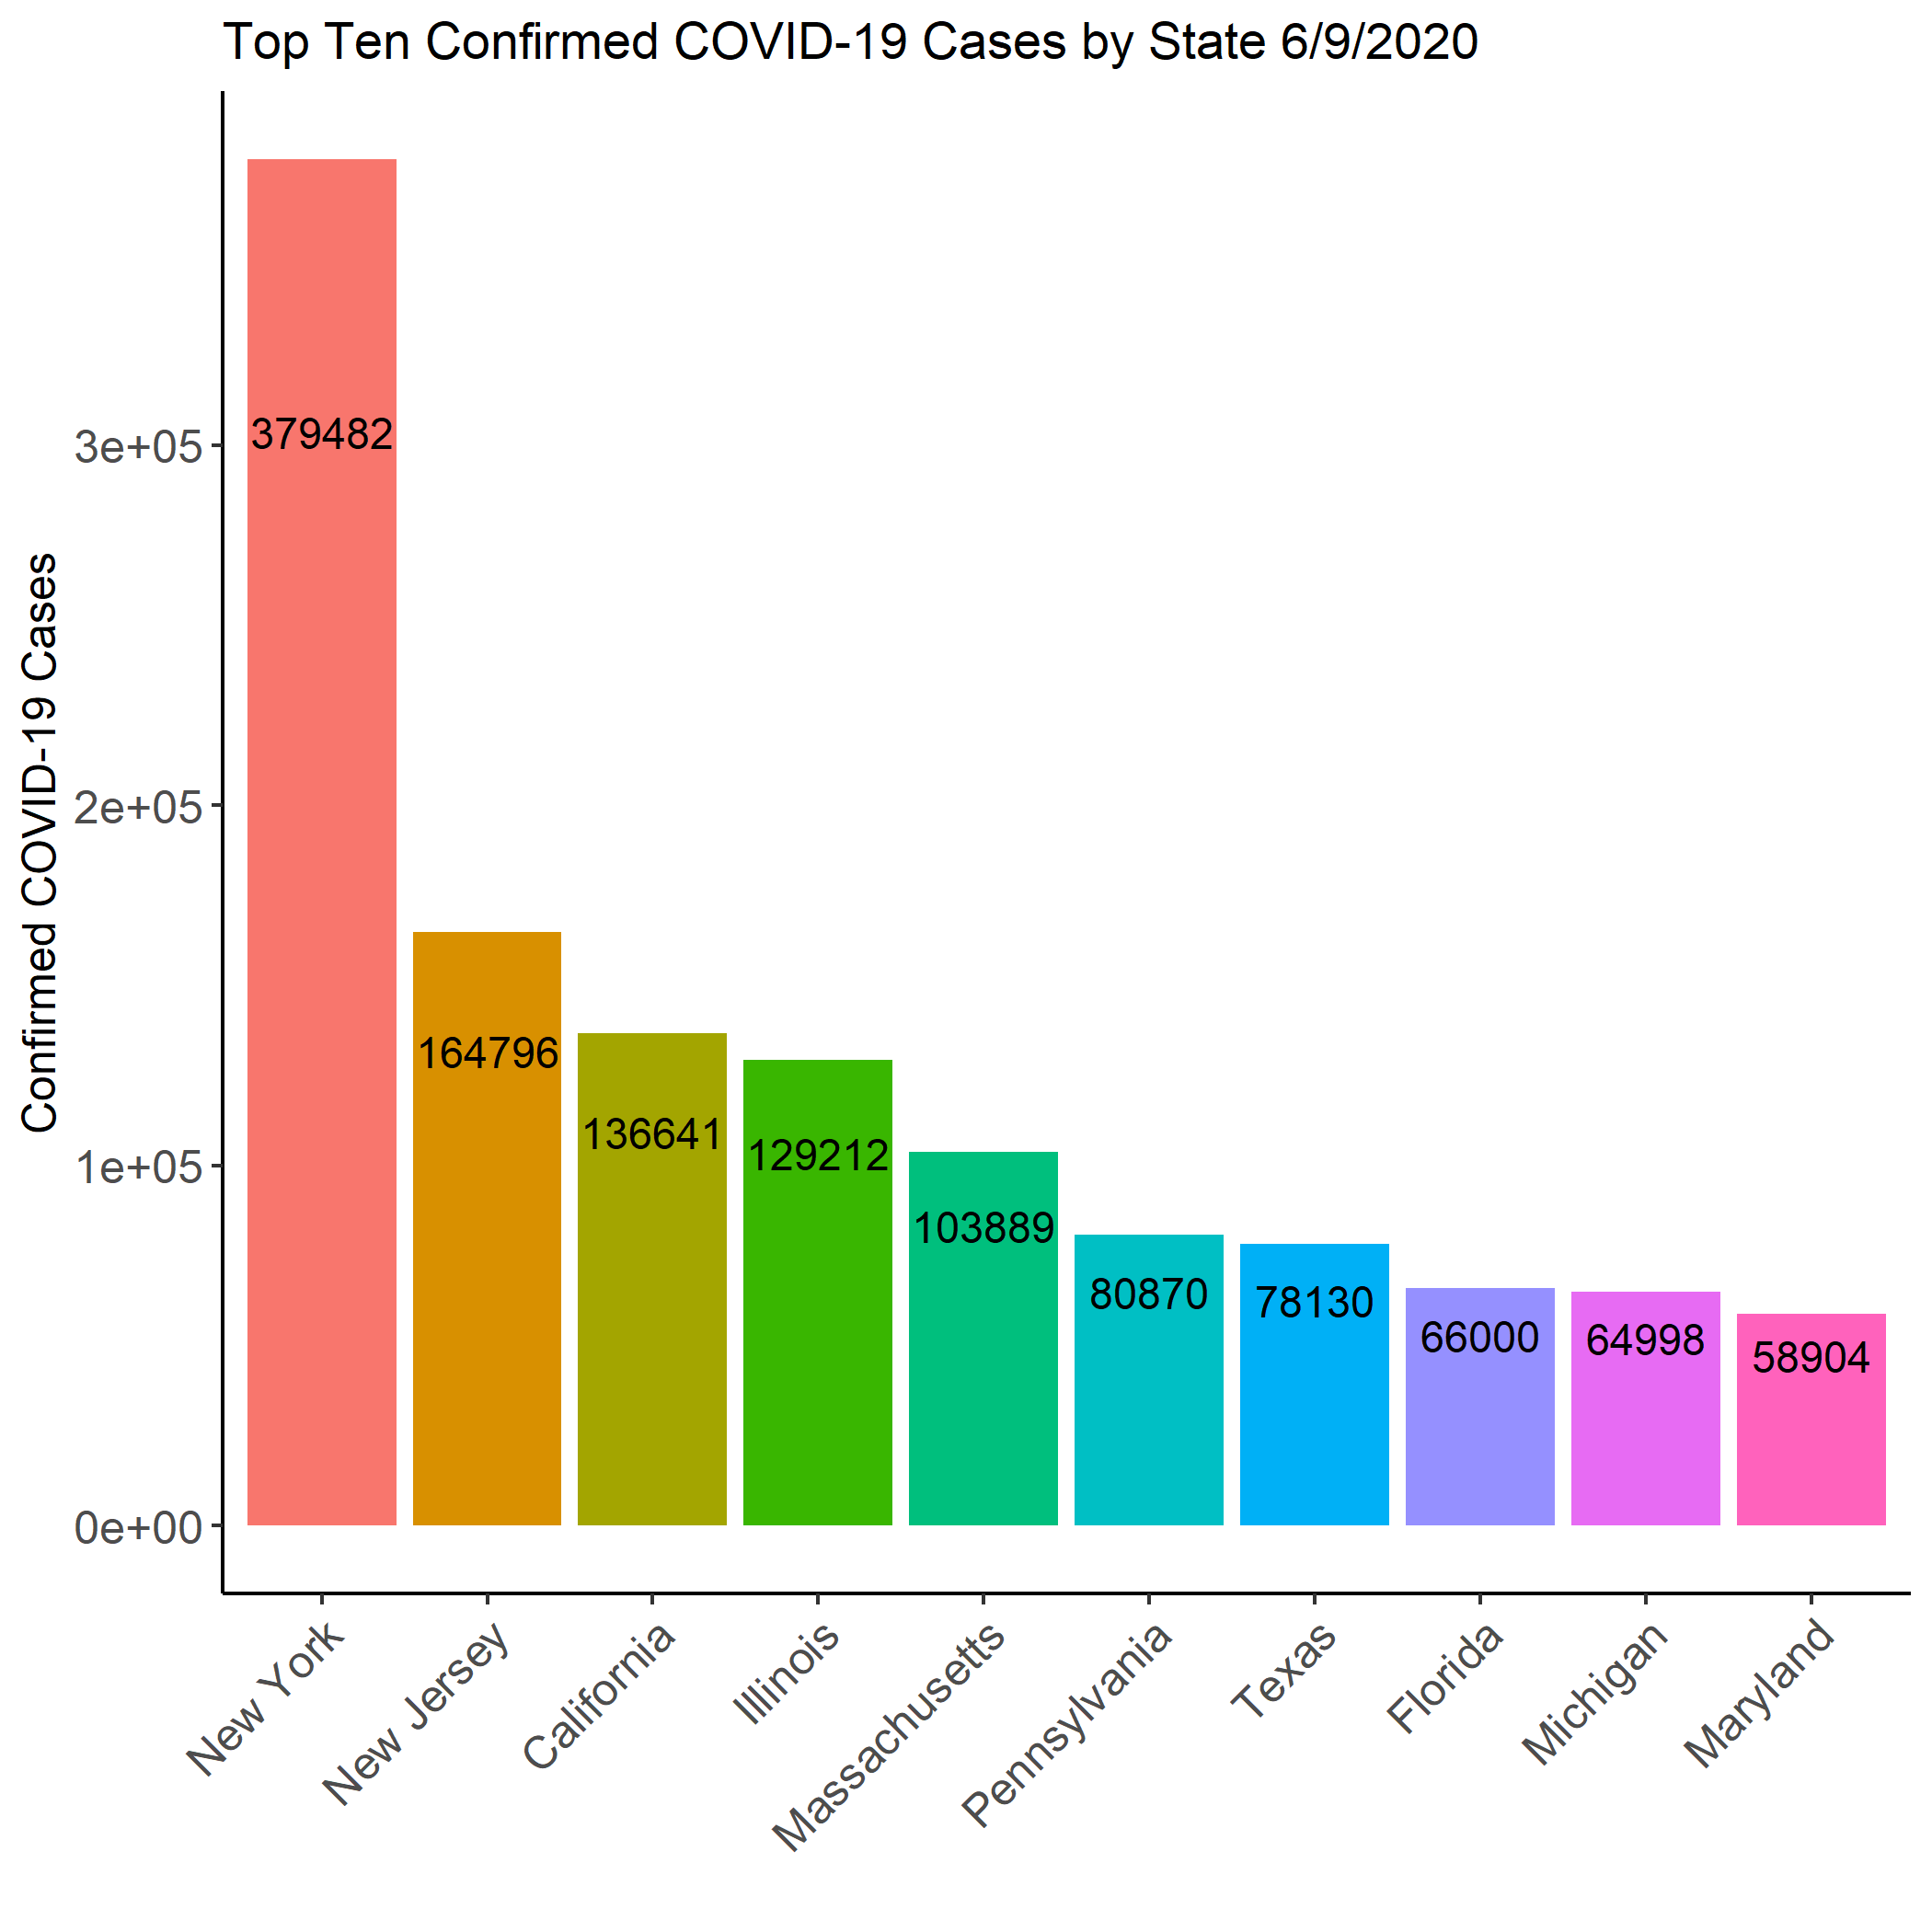 Top Ten Confirmed COVID-19 Cases by State 6/9/2020
Confirmed COVID-19 Cases
3e+05
2e+05
1e+05
0e+00
379482
164796
136641
129212
103889
80870
78130
66000
64998
58904
New York
New Jersey
California
Illinois
Massachusetts
Pennsylvania
Texas
Florida
Michigan
Maryland